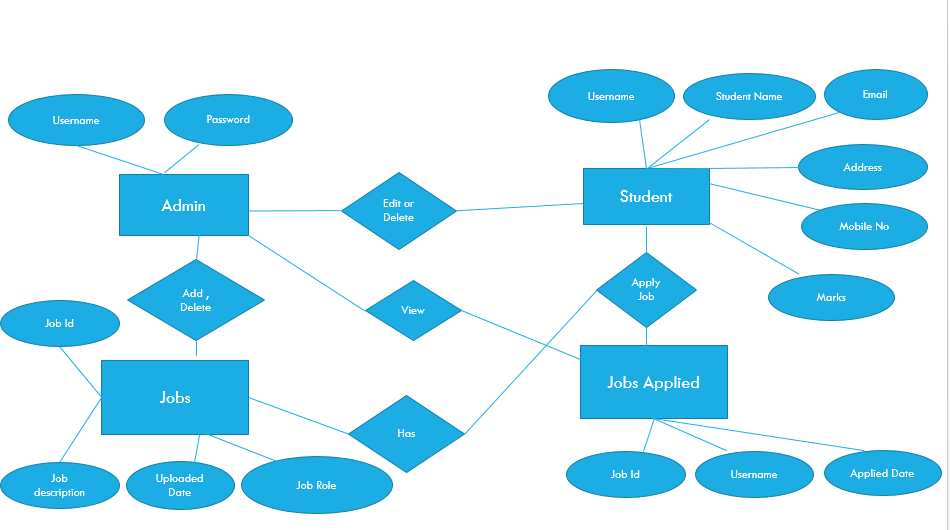 Username
Password
Username
Student Name
Email
Address
Mobile No
Marks
Admin
Edit or
Delete
Student
Add ,
Delete
View
Apply
Job
Job Id
Jobs
Has
Jobs Applied
Job
description
Uploaded
Date
Job Role
Job Id
Username
Applied Date